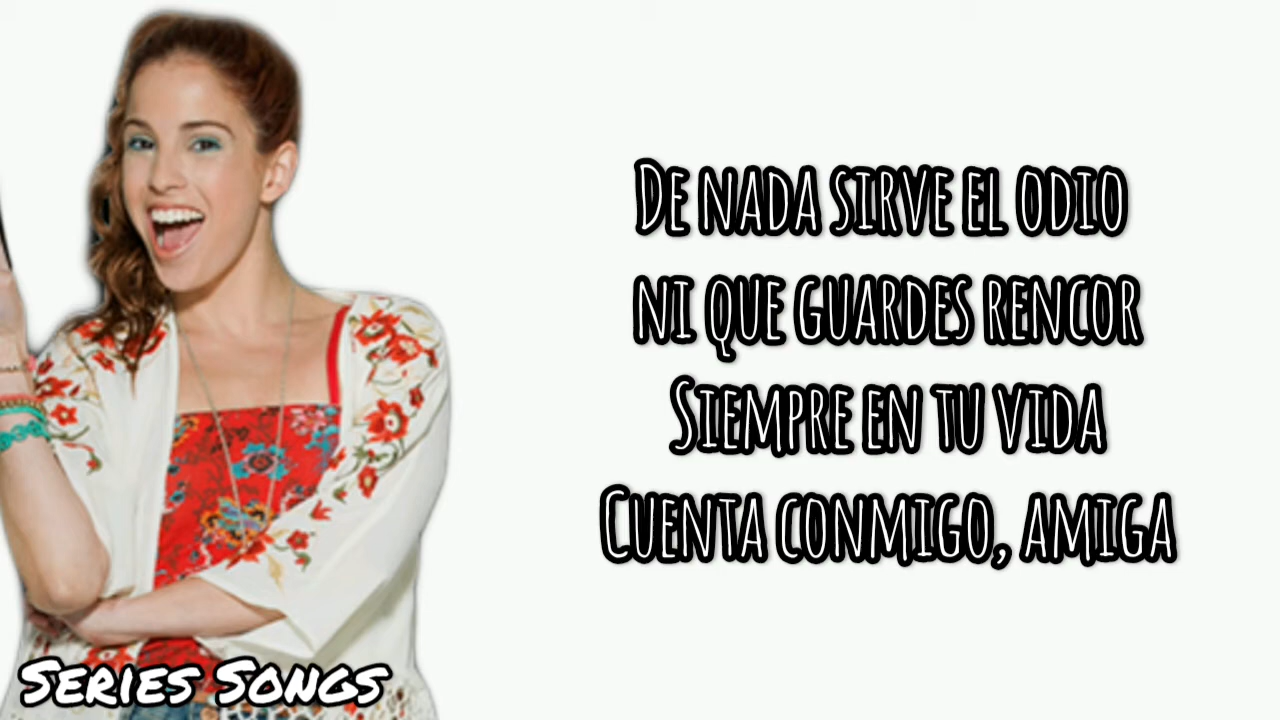 De nada sirve el odio
ni que guardes rencor
Siempre en tu vida
Cuenta conmigo, amiga
Series Songs